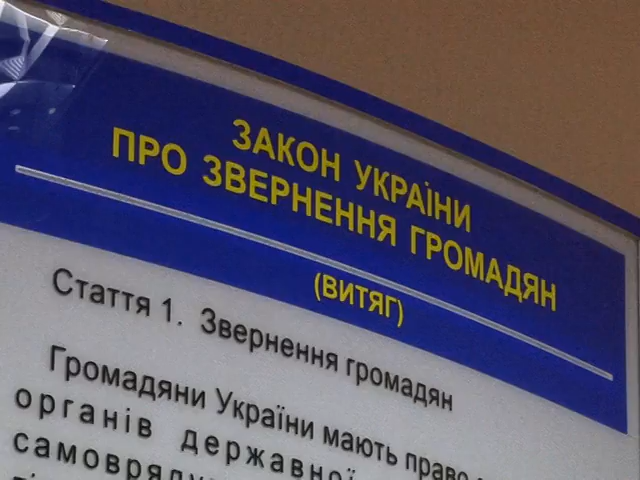 ЗАКОН УКРАЇНИ
ПРО ЗВЕРНЕННЯ ГРОМАДЯН
(ВИТЯГ)
Стаття 1. Звернення громадян
Громадяни України мають право
органів державної